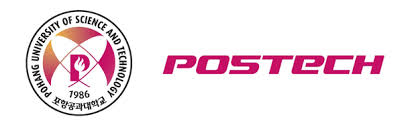 POHANG UNIVERSITY OF SCIENCE AND TECHNOLOGY
P
1986
포항공과대학교
POSTECH